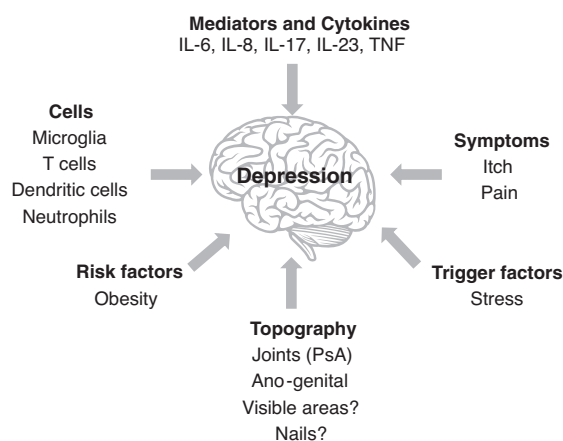 Mediators and Cytokines
IL-6, IL-8, IL-17, IL-23, TNF
Cells
Microglia
T cells
Dendritic cells
Neutrophils
Depression
Symptoms
Itch
Pain
Risk factors
Obesity
Trigger factors
Stress
Topography
Joints (PsA)
Ano-genital
Visible areas?
Nails?